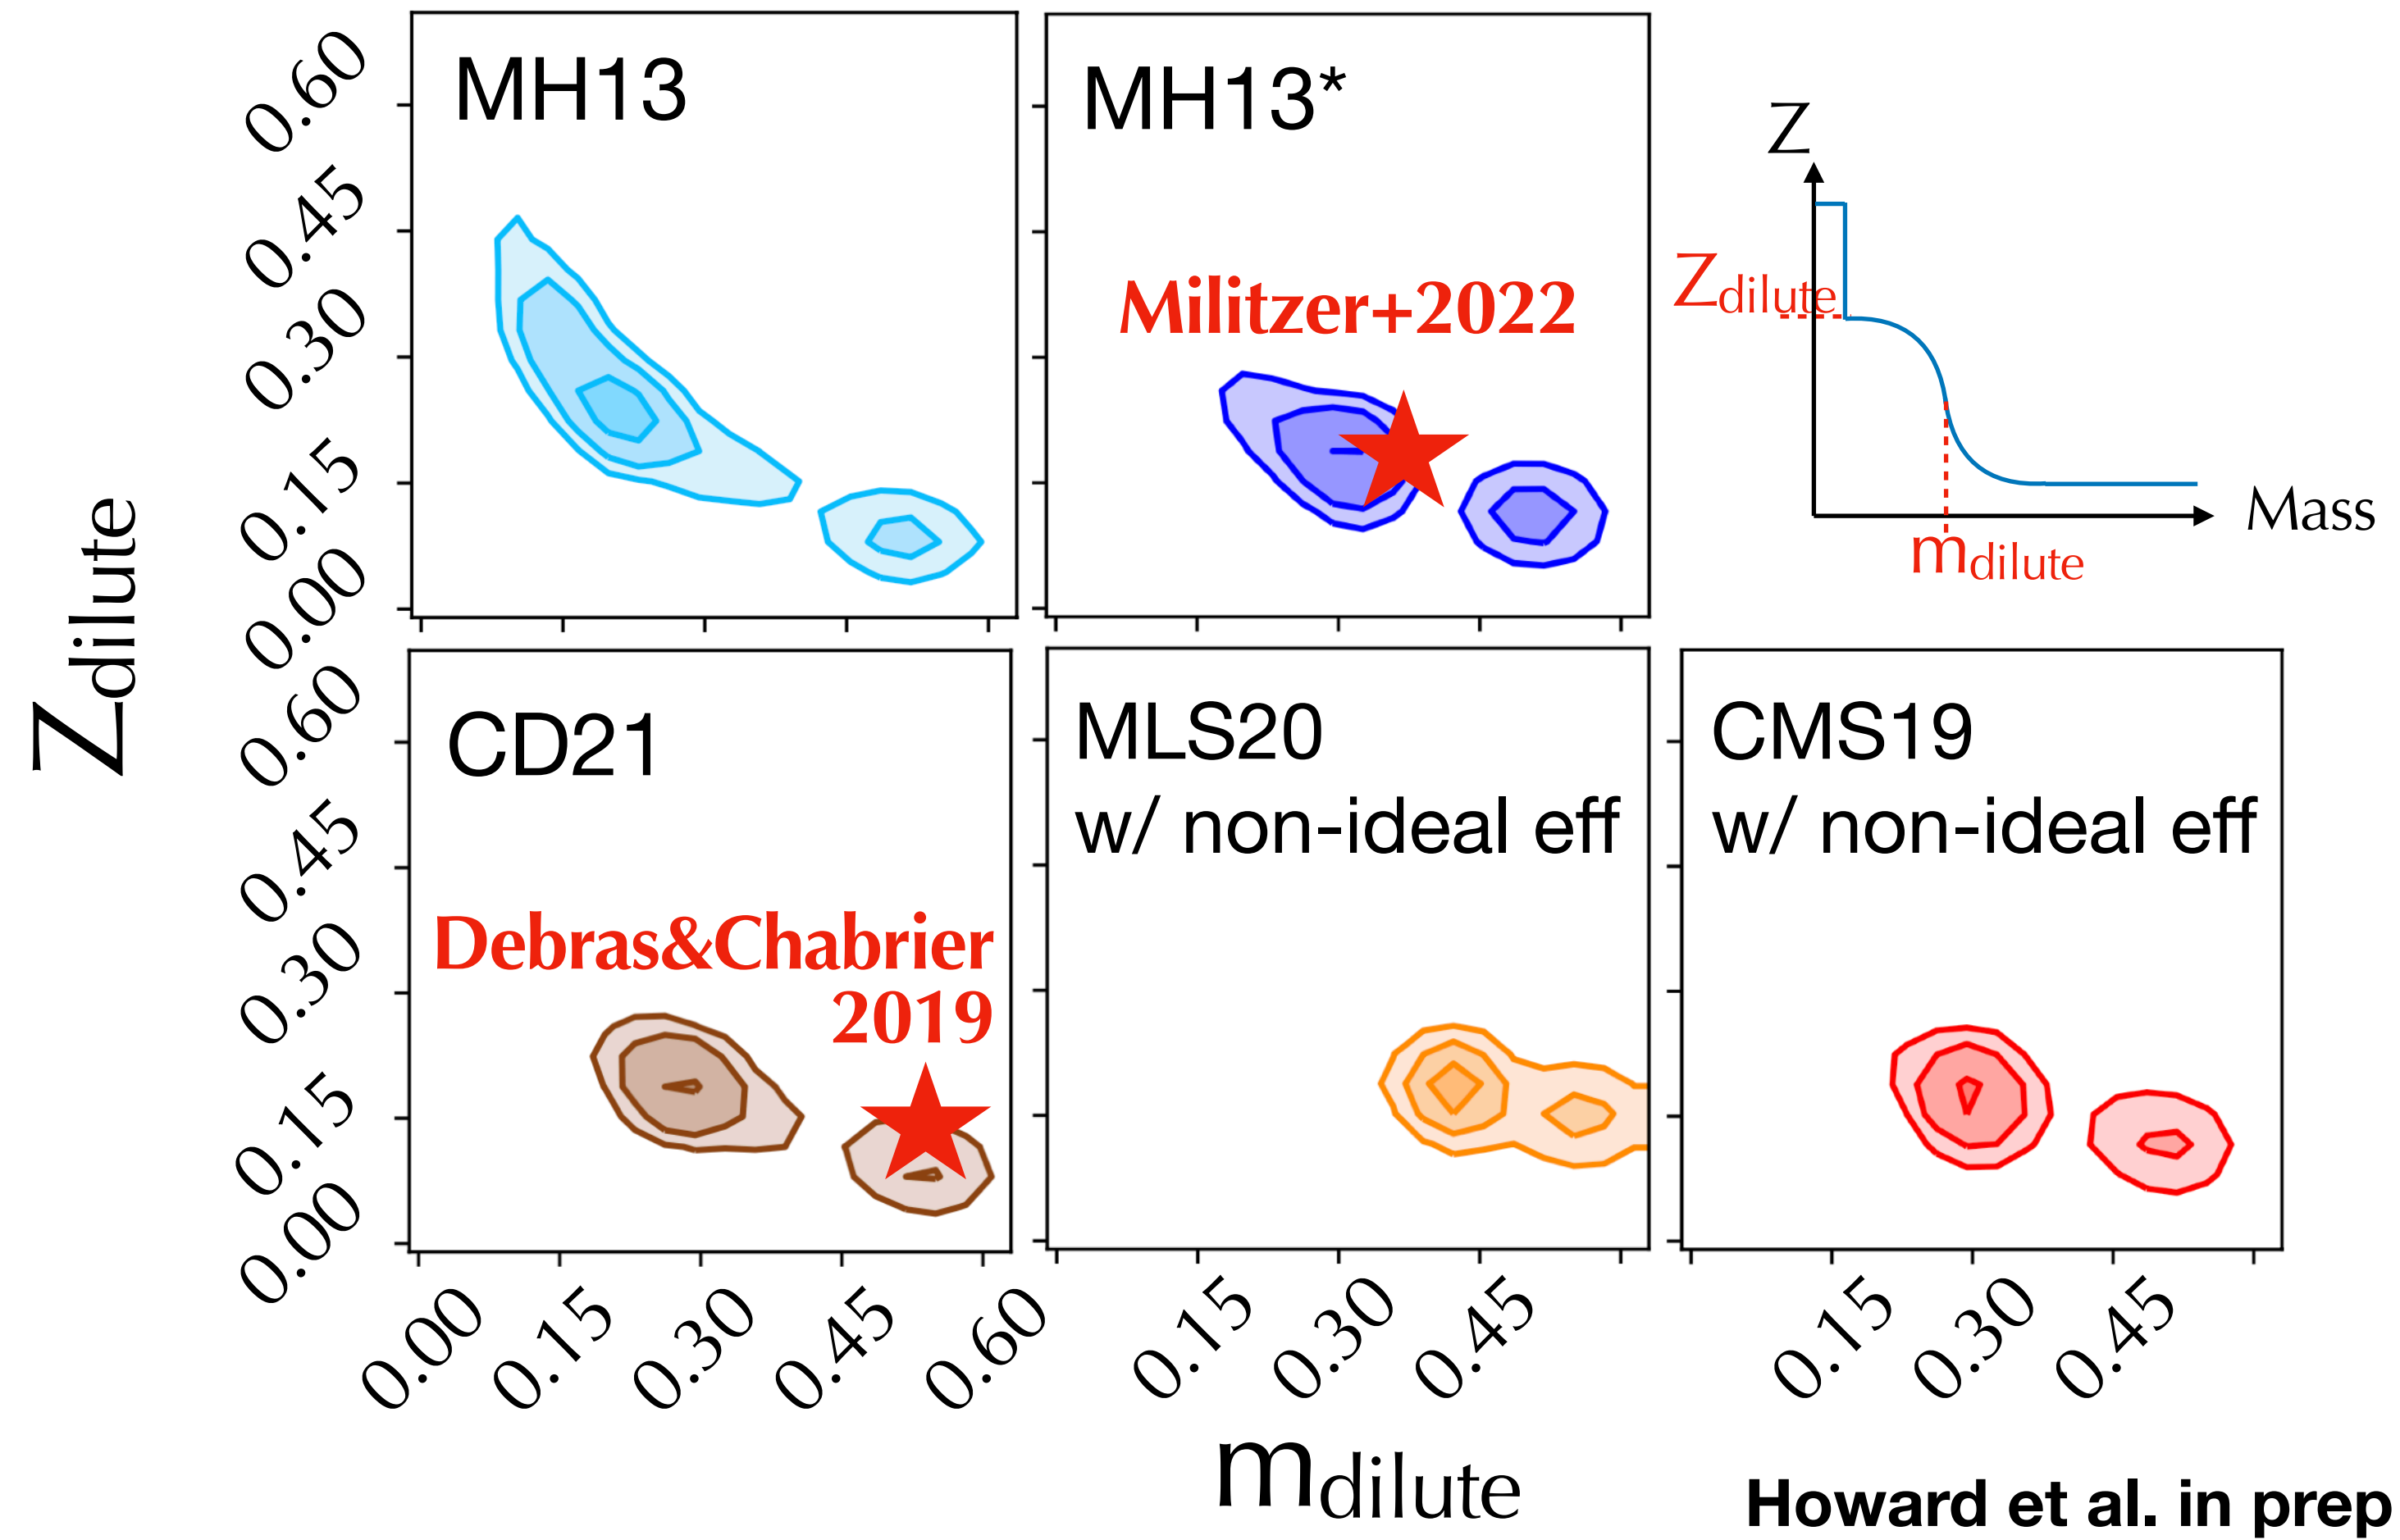 MH13
0.60
0.45
0.30
0.15
0.00
MH13*
Militzer+2022
Z
Zdilute
Mass
mdilute
Zdilute
CD21
Debras&Chabrier
2019
0.60
0.45
0.30
0.15
0.00
MLS20
w/ non-ideal eff
CMS19
w/ non-ideal eff
0.00 0.15 0.30 0.45 0.60
0.15 0.30 0.45
0.15 0.30 0.45
mdilute
Howard et al. in prep